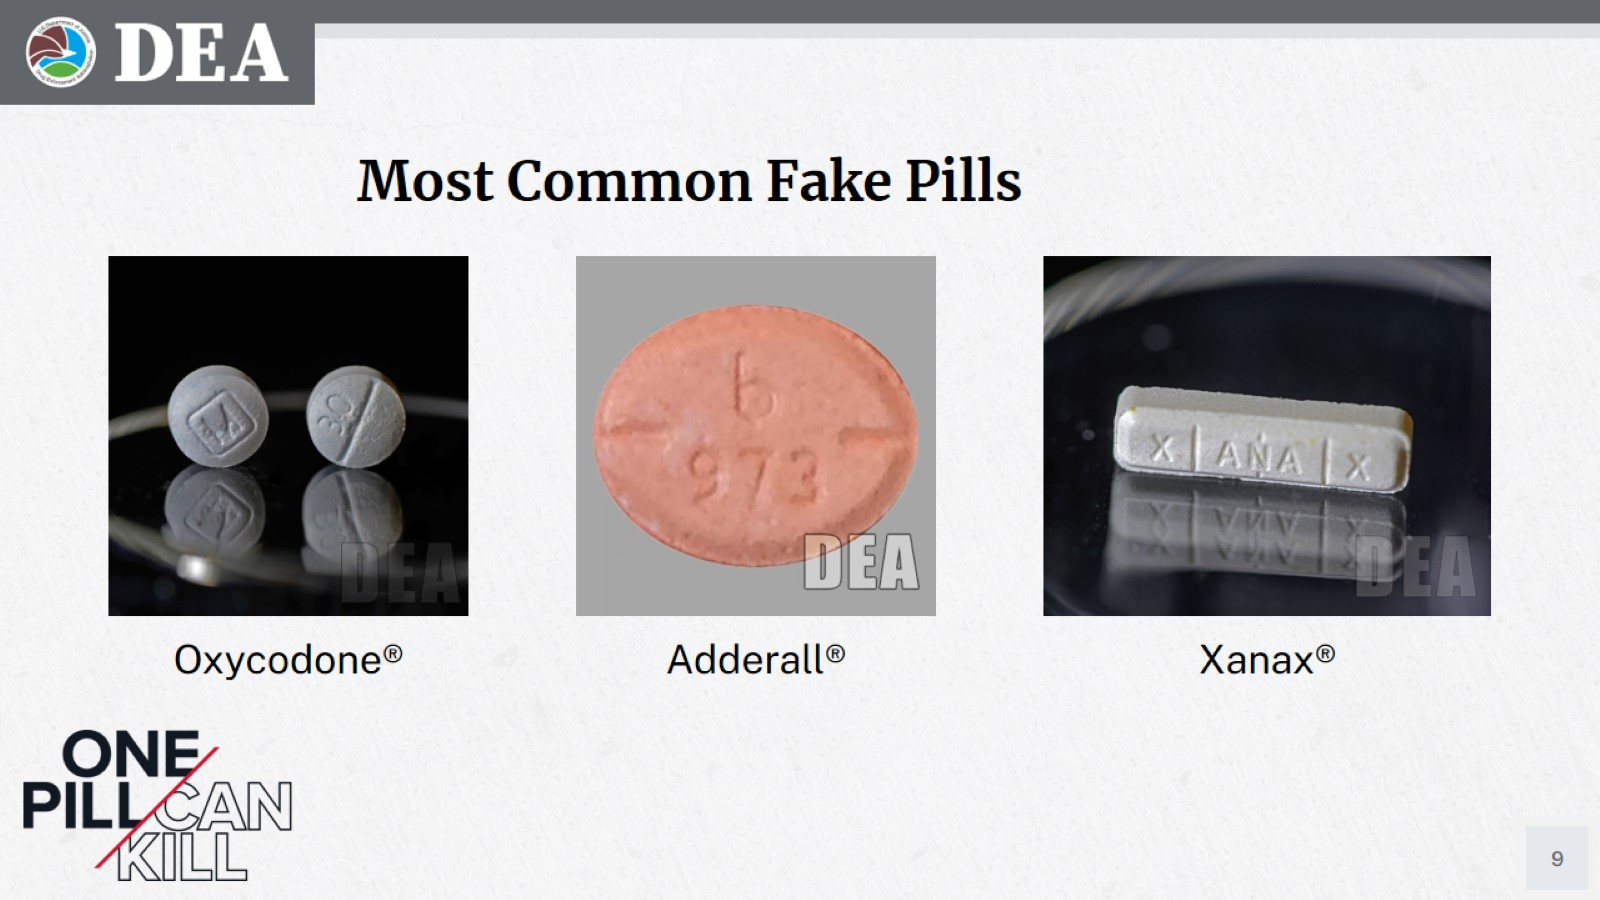 DEA
Most Common Fake Pills
M
30
b
973
DEA
X ANA X
DEA
DEA
Oxycodone®
Adderall®
Xanax®
ONE
PILL CAN
KILL
9